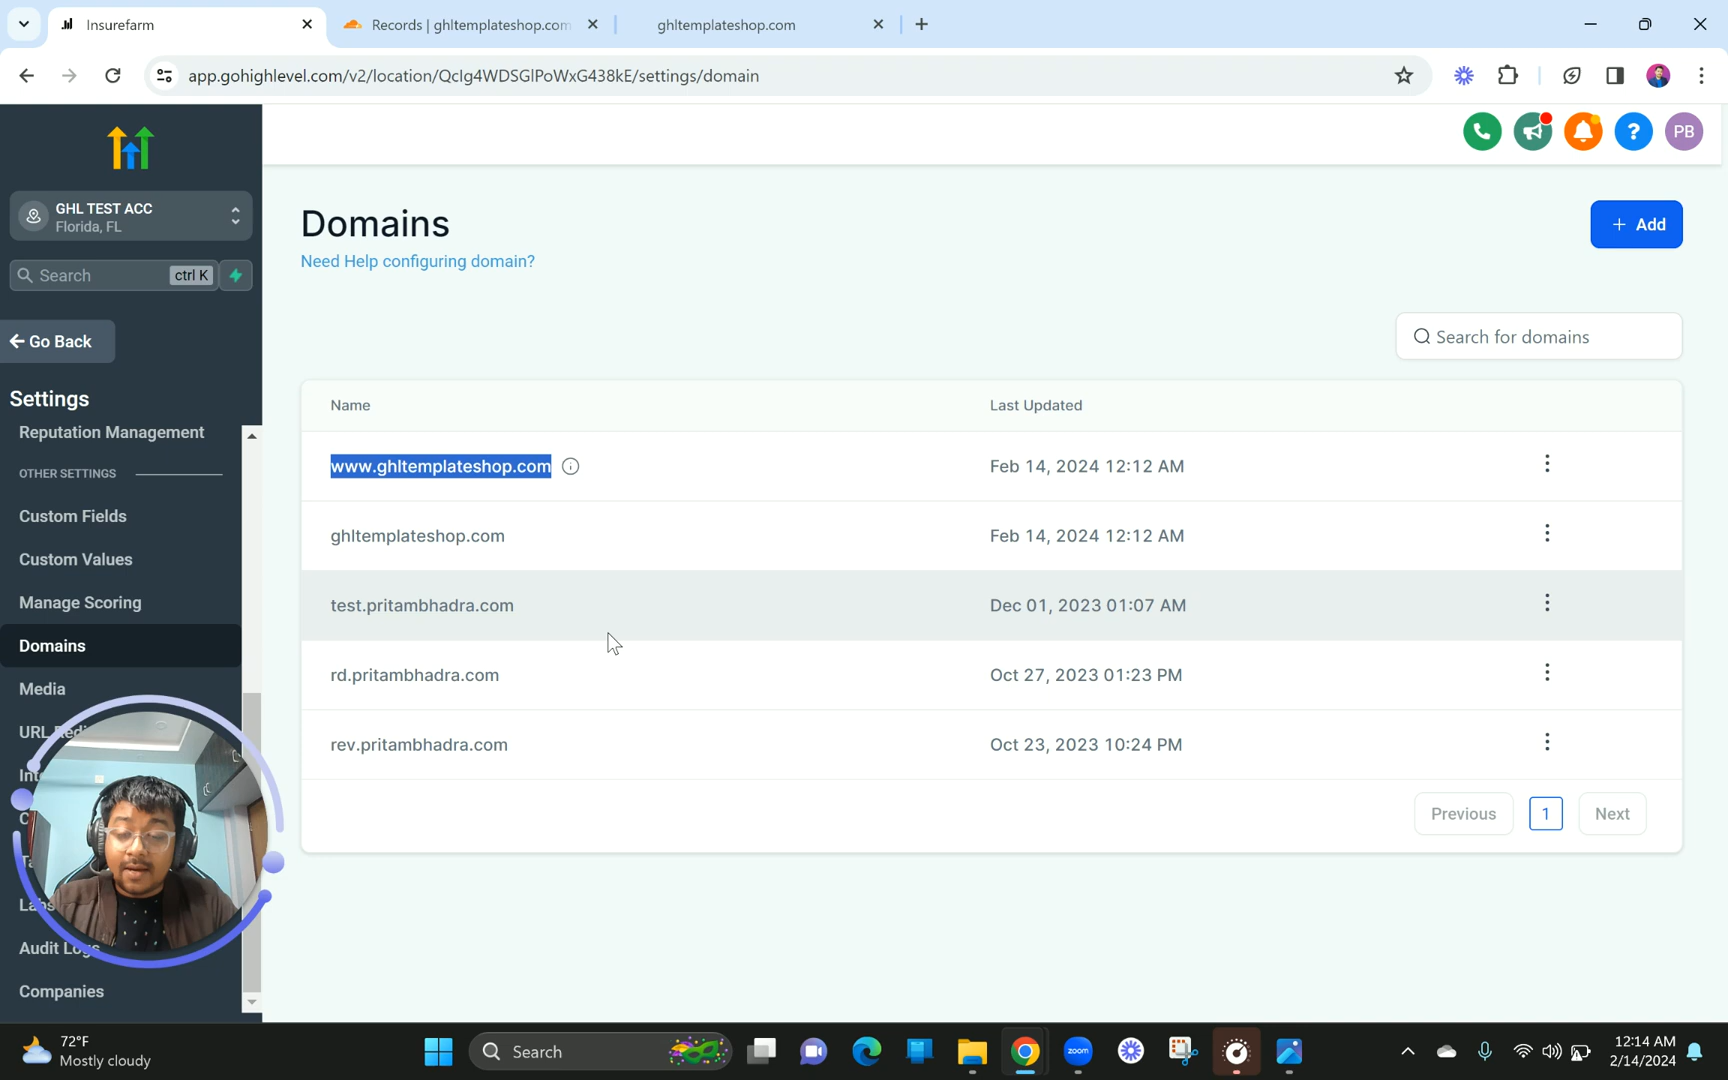 Insurefarm
Records | ghltemplateshop.com
ghltemplateshop.com
app.gohighlevel.com/v2/location/QcIg4WDSGIPoWxG438kE/settings/domain
PB
GHL TEST ACC
Florida, FL
Search
ctrl K
Go Back
Settings
Reputation Management
OTHER SETTINGS
Custom Fields
Custom Values
Manage Scoring
Domains
Media
URL
Labs
Audit Logs
Companies
Domains
Need Help configuring domain?
+ Add
Search for domains
Name Last Updated
www.ghltemplateshop.com Feb 14, 2024 12:12 AM
ghltemplateshop.com Feb 14, 2024 12:12 AM
test.pritambhadra.com Dec 01, 2023 01:07 AM
rd.pritambhadra.com Oct 27, 2023 01:23 PM
rev.pritambhadra.com Oct 23, 2023 10:24 PM
Previous 1 Next
72°F
Mostly cloudy
Search
zoom
12:14 AM
2/14/2024